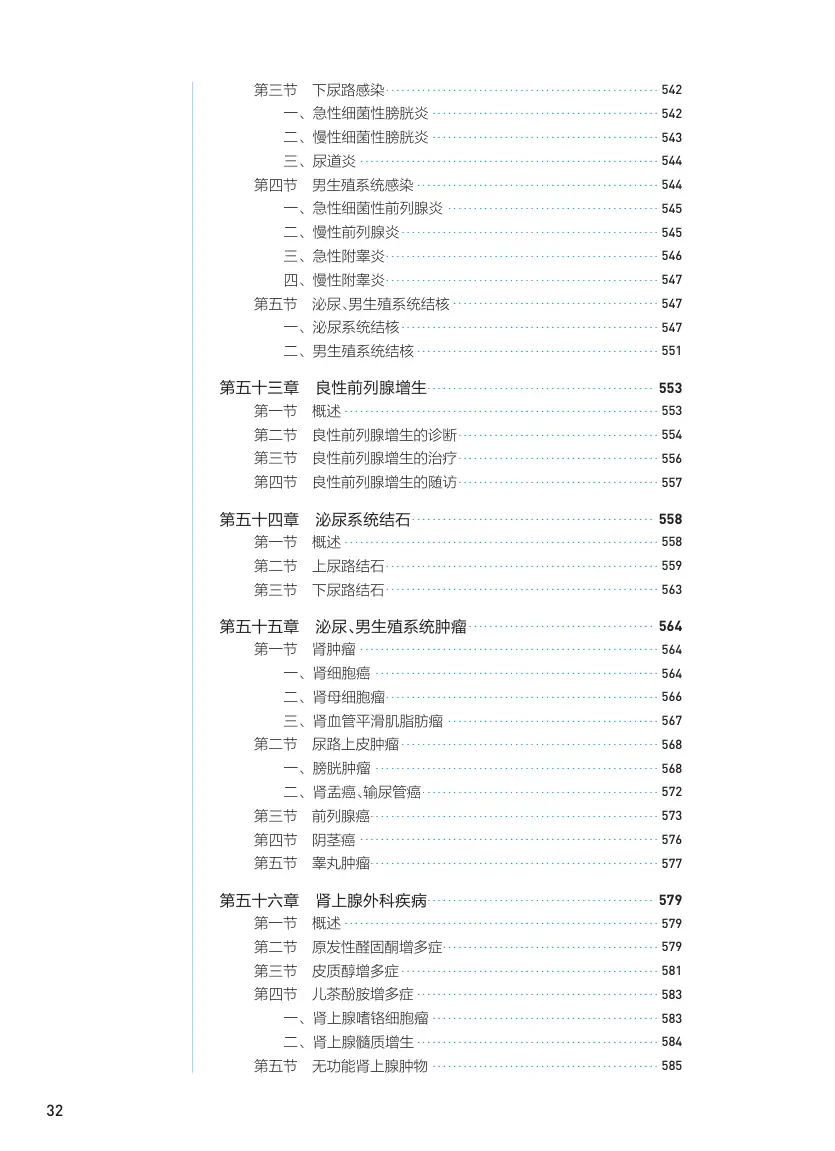 第三节 下尿路感染 542
一、急性细菌性膀胱炎 542
二、慢性细菌性膀胱炎 543
三、尿道炎 544
第四节 男生殖系统感染 544
一、急性细菌性前列腺炎 545
二、慢性前列腺炎 545
三、急性附睾炎 546
四、慢性附睾炎 547
第五节 泌尿、男生殖系统结核 547
一、泌尿系统结核 547
二、男生殖系统结核 551
第五十三章 良性前列腺增生 553
第一节 概述 553
第二节 良性前列腺增生的诊断 554
第三节 良性前列腺增生的治疗 556
第四节 良性前列腺增生的随访 557
第五十四章 泌尿系统结石 558
第一节 概述 558
第二节 上尿路结石 559
第三节 下尿路结石 563
第五十五章 泌尿、男生殖系统肿瘤 564
第一节 肾肿瘤 564
一、肾细胞癌 564
二、肾母细胞瘤 566
三、肾血管平滑肌脂肪瘤 567
第二节 尿路上皮肿瘤 568
一、膀胱肿瘤 568
二、肾盂癌、输尿管癌 572
第三节 前列腺癌 573
第四节 阴茎癌 576
第五节 睾丸肿瘤 577
第五十六章 肾上腺外科疾病 579
第一节 概述 579
第二节 原发性醛固酮增多症 579
第三节 皮质醇增多症 581
第四节 儿茶酚胺增多症 583
一、肾上腺嗜铬细胞瘤 583
二、肾上腺髓质增生 584
第五节 无功能肾上腺肿物 585
32